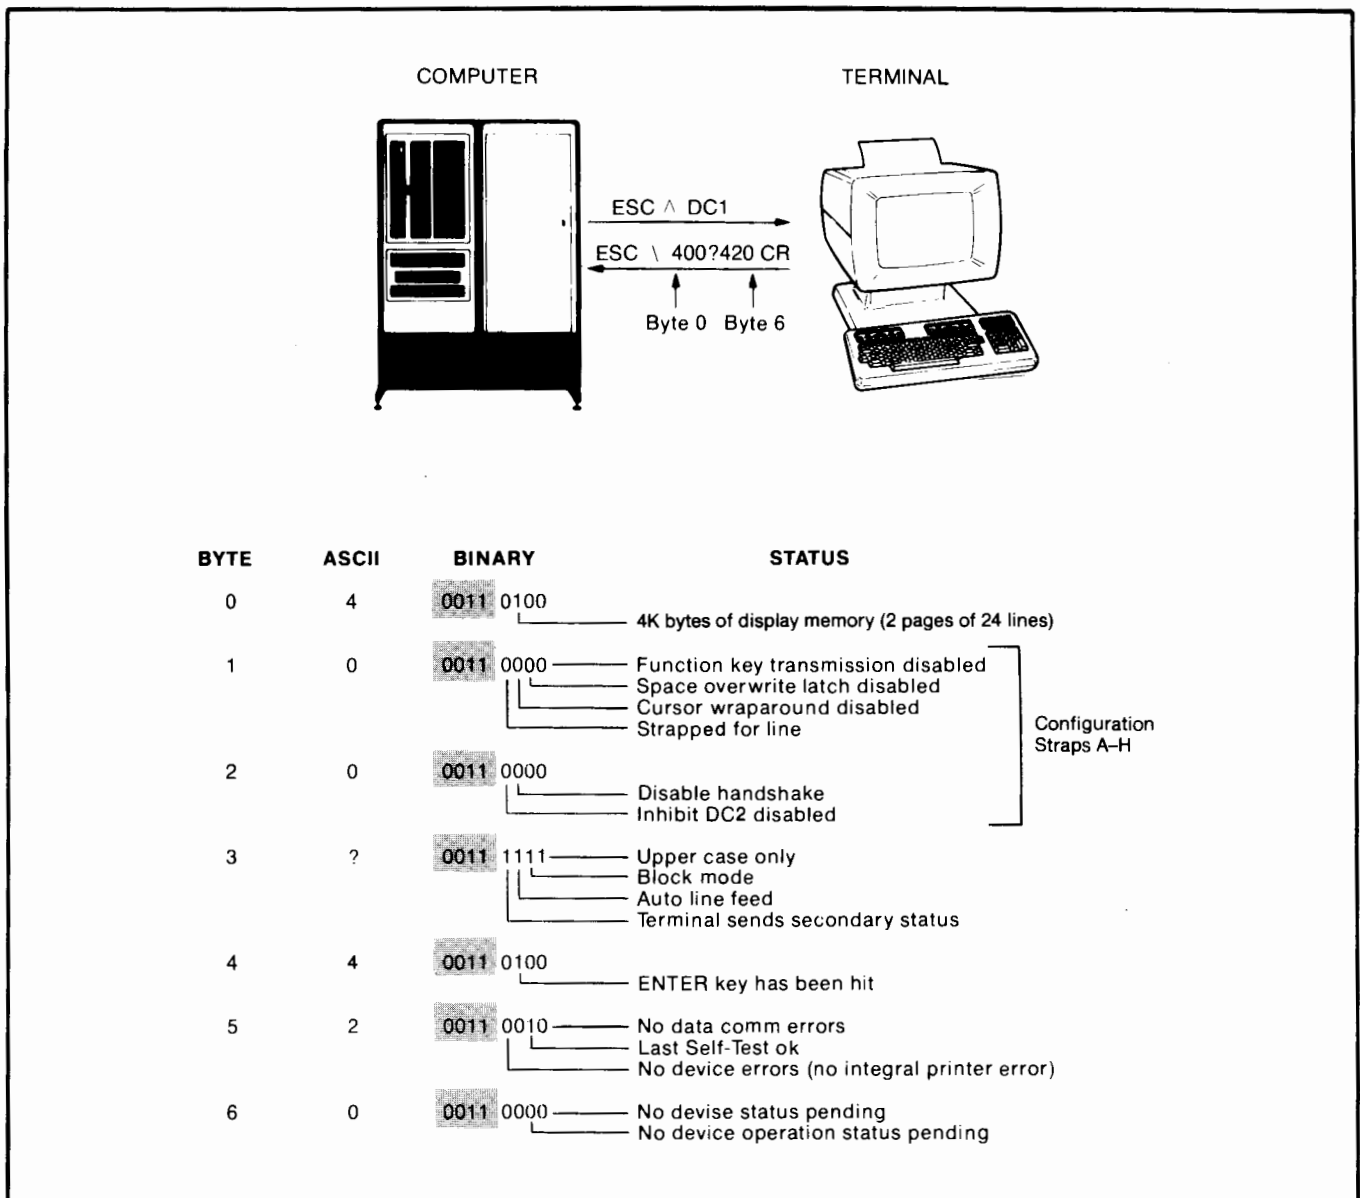 COMPUTER TERMINAL
ESC ∧ DC1
ESC \ 400?420 CR
Byte 0 Byte 6
BYTE ASCII BINARY STATUS
0 4 0011 0100
4K bytes of display memory (2 pages of 24 lines)
1 0 0011 0000 Function key transmission disabled
Space overwrite latch disabled
Cursor wraparound disabled
Strapped for line
Configuration
Straps A–H
2 0 0011 0000
Disable handshake
Inhibit DC2 disabled
3 ? 0011 1111 Upper case only
Block mode
Auto line feed
Terminal sends secondary status
4 4 0011 0100
ENTER key has been hit
5 2 0011 0010 No data comm errors
Last Self-Test ok
No device errors (no integral printer error)
6 0 0011 0000 No devise status pending
No device operation status pending